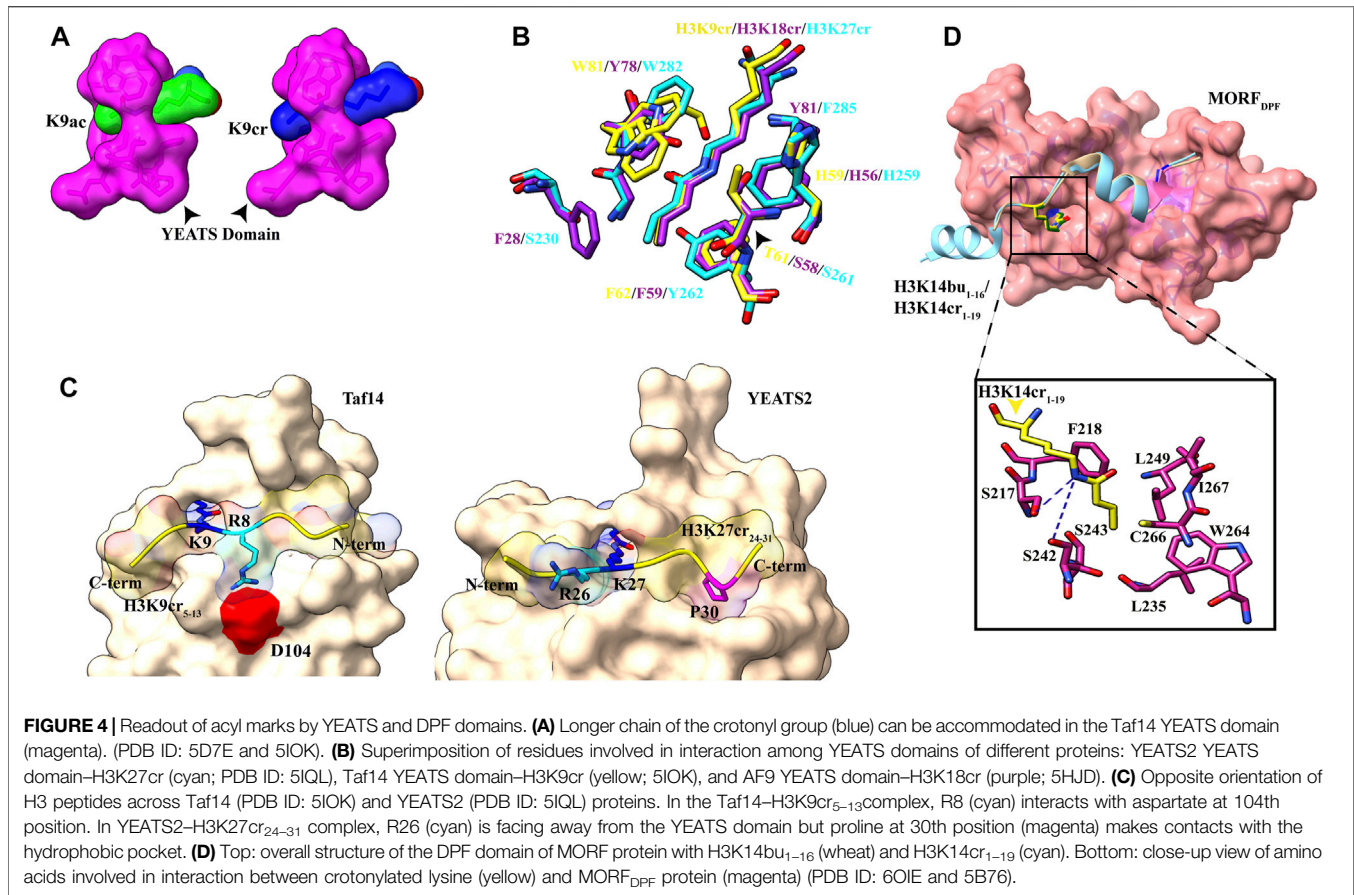 A
K9ac
K9cr
YEATS Domain
B
H3K9cr/H3K18cr/H3K27cr
W81/Y78/W282
Y81/F285
H59/H56/H259
F28/S230
T61/S58/S261
F62/F59/Y262
C
Taf14
R8
K9
N-term
C-term
H3K9cr5-13
D104
YEATS2
H3K27cr24-31
N-term
C-term
R26
K27
P30
D
MORFDPF
H3K14bu1-16/
H3K14cr1-19
H3K14cr1-19
F218
L249
S217
I267
S243
W264
S242
C266
L235
FIGURE 4 | Readout of acyl marks by YEATS and DPF domains. (A) Longer chain of the crotonyl group (blue) can be accommodated in the Taf14 YEATS domain
(magenta). (PDB ID: 5D7E and 5IOK). (B) Superimposition of residues involved in interaction among YEATS domains of different proteins: YEATS2 YEATS
domain–H3K27cr (cyan; PDB ID: 5IQL), Taf14 YEATS domain–H3K9cr (yellow; 5IOK), and AF9 YEATS domain–H3K18cr (purple; 5HJD). (C) Opposite orientation of
H3 peptides across Taf14 (PDB ID: 5IOK) and YEATS2 (PDB ID: 5IQL) proteins. In the Taf14–H3K9cr5–13complex, R8 (cyan) interacts with aspartate at 104th
position. In YEATS2–H3K27cr24–31 complex, R26 (cyan) is facing away from the YEATS domain but proline at 30th position (magenta) makes contacts with the
hydrophobic pocket. (D) Top: overall structure of the DPF domain of MORF protein with H3K14bu1–16 (wheat) and H3K14cr1–19 (cyan). Bottom: close-up view of amino
acids involved in interaction between crotonylated lysine (yellow) and MORFDPF protein (magenta) (PDB ID: 6OIE and 5B76).